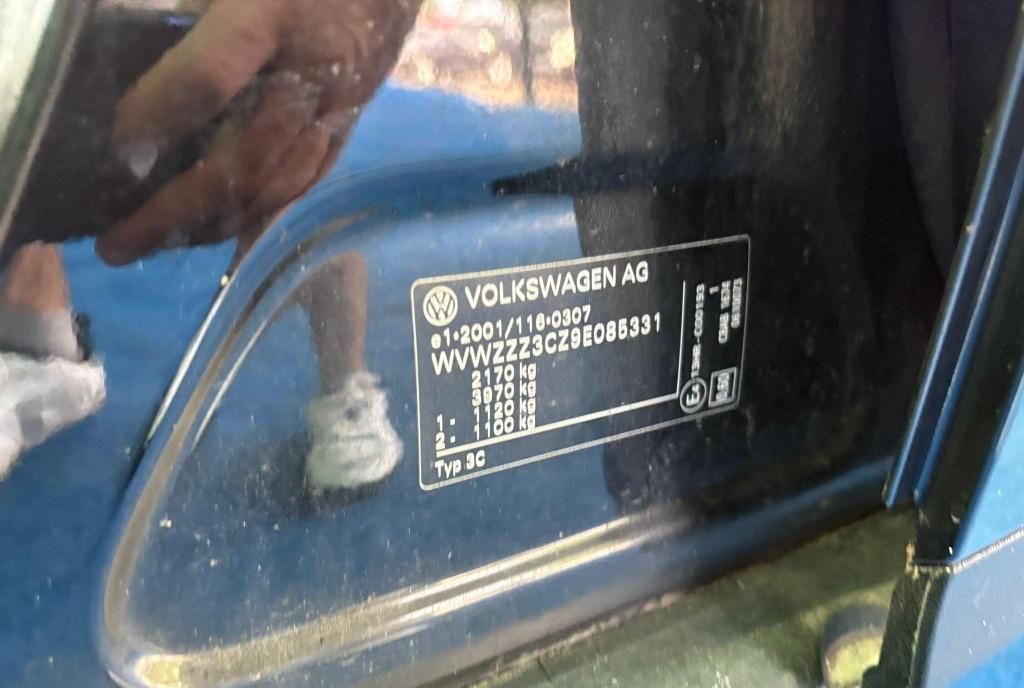 VOLKSWAGEN AG
e1*2001/116*0307
WVWZZZ3CZ9E085331
2170 kg
3970 kg
1 - 1120 kg
2 - 1100 kg
Typ 3C